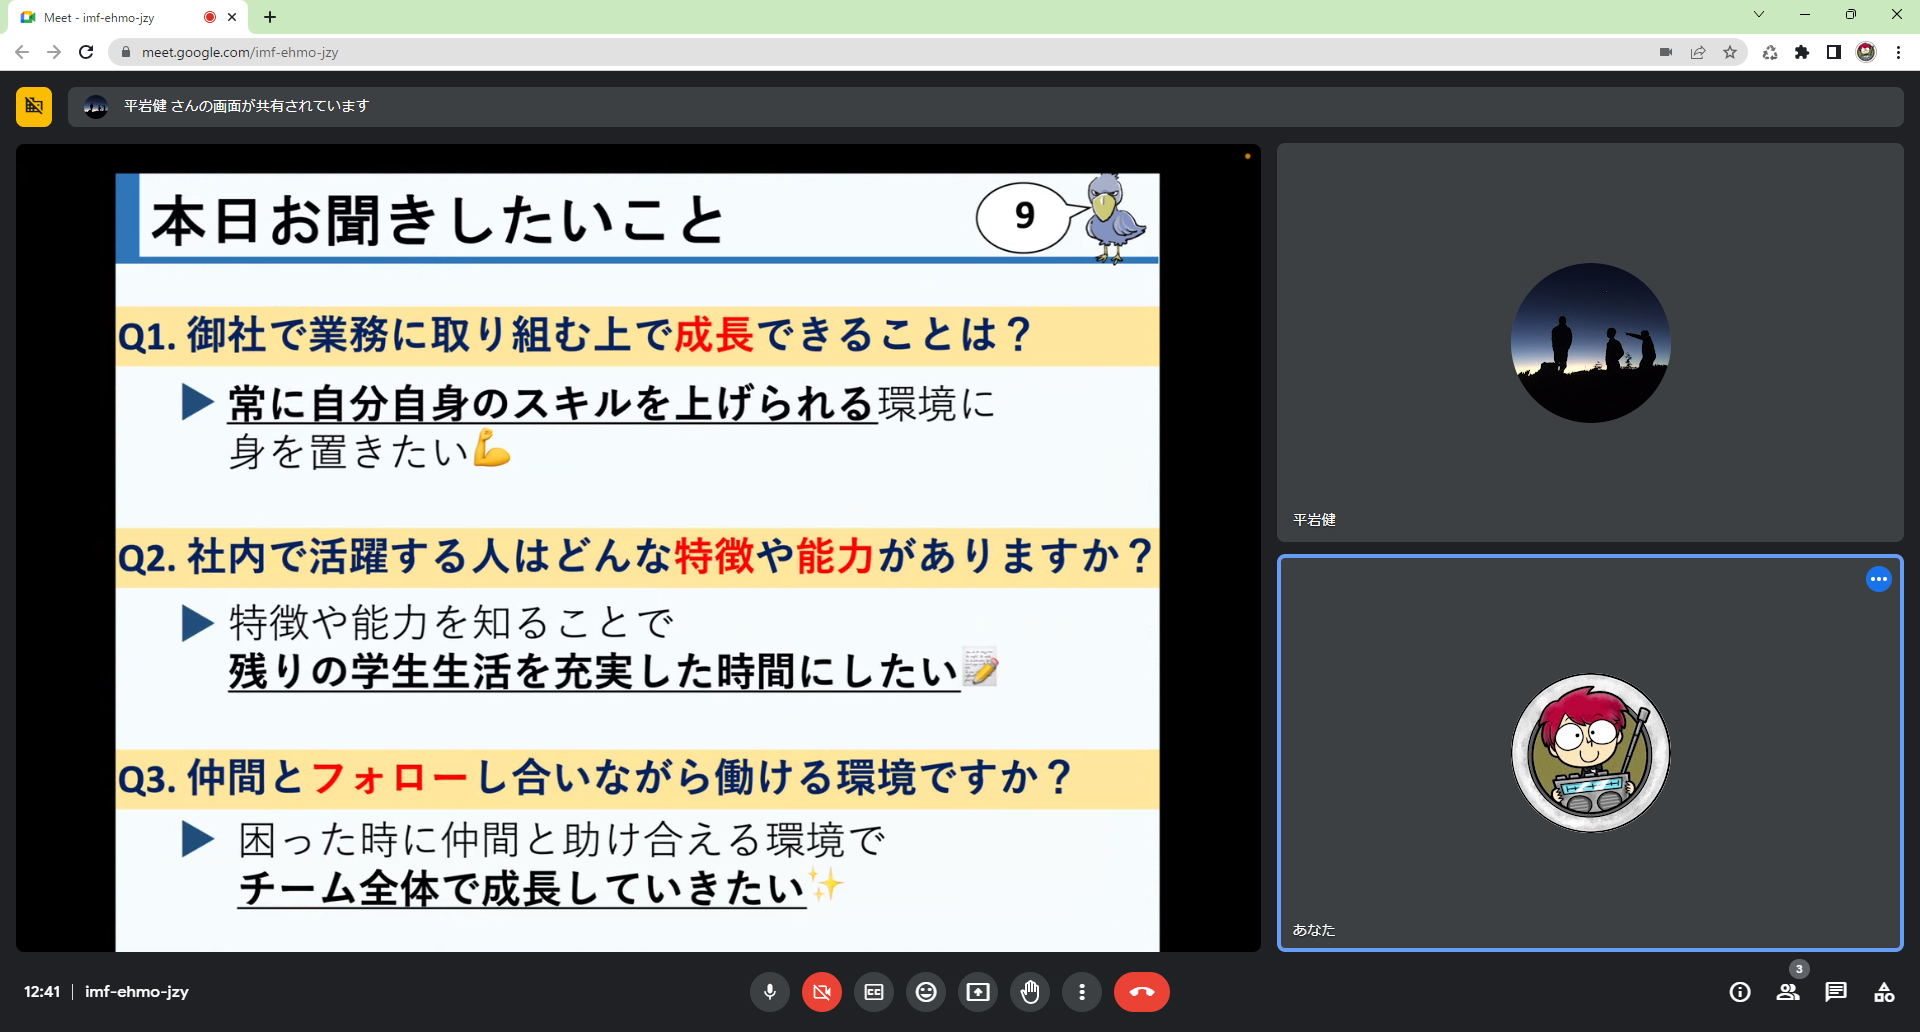 Meet - imf-ehmo-jzy
meet.google.com/imf-ehmo-jzy
平岩健 さんの画面が共有されています
本日お聞きしたいこと
9
Q1. 御社で業務に取り組む上で成長できることは？
常に自分自身のスキルを上げられる環境に
身を置きたい💪
Q2. 社内で活躍する人はどんな特徴や能力がありますか？
特徴や能力を知ることで
残りの学生生活を充実した時間にしたい📝
Q3. 仲間とフォローし合いながら働ける環境ですか？
困った時に仲間と助け合える環境で
チーム全体で成長していきたい✨
平岩健
あなた
12:41 | imf-ehmo-jzy
3